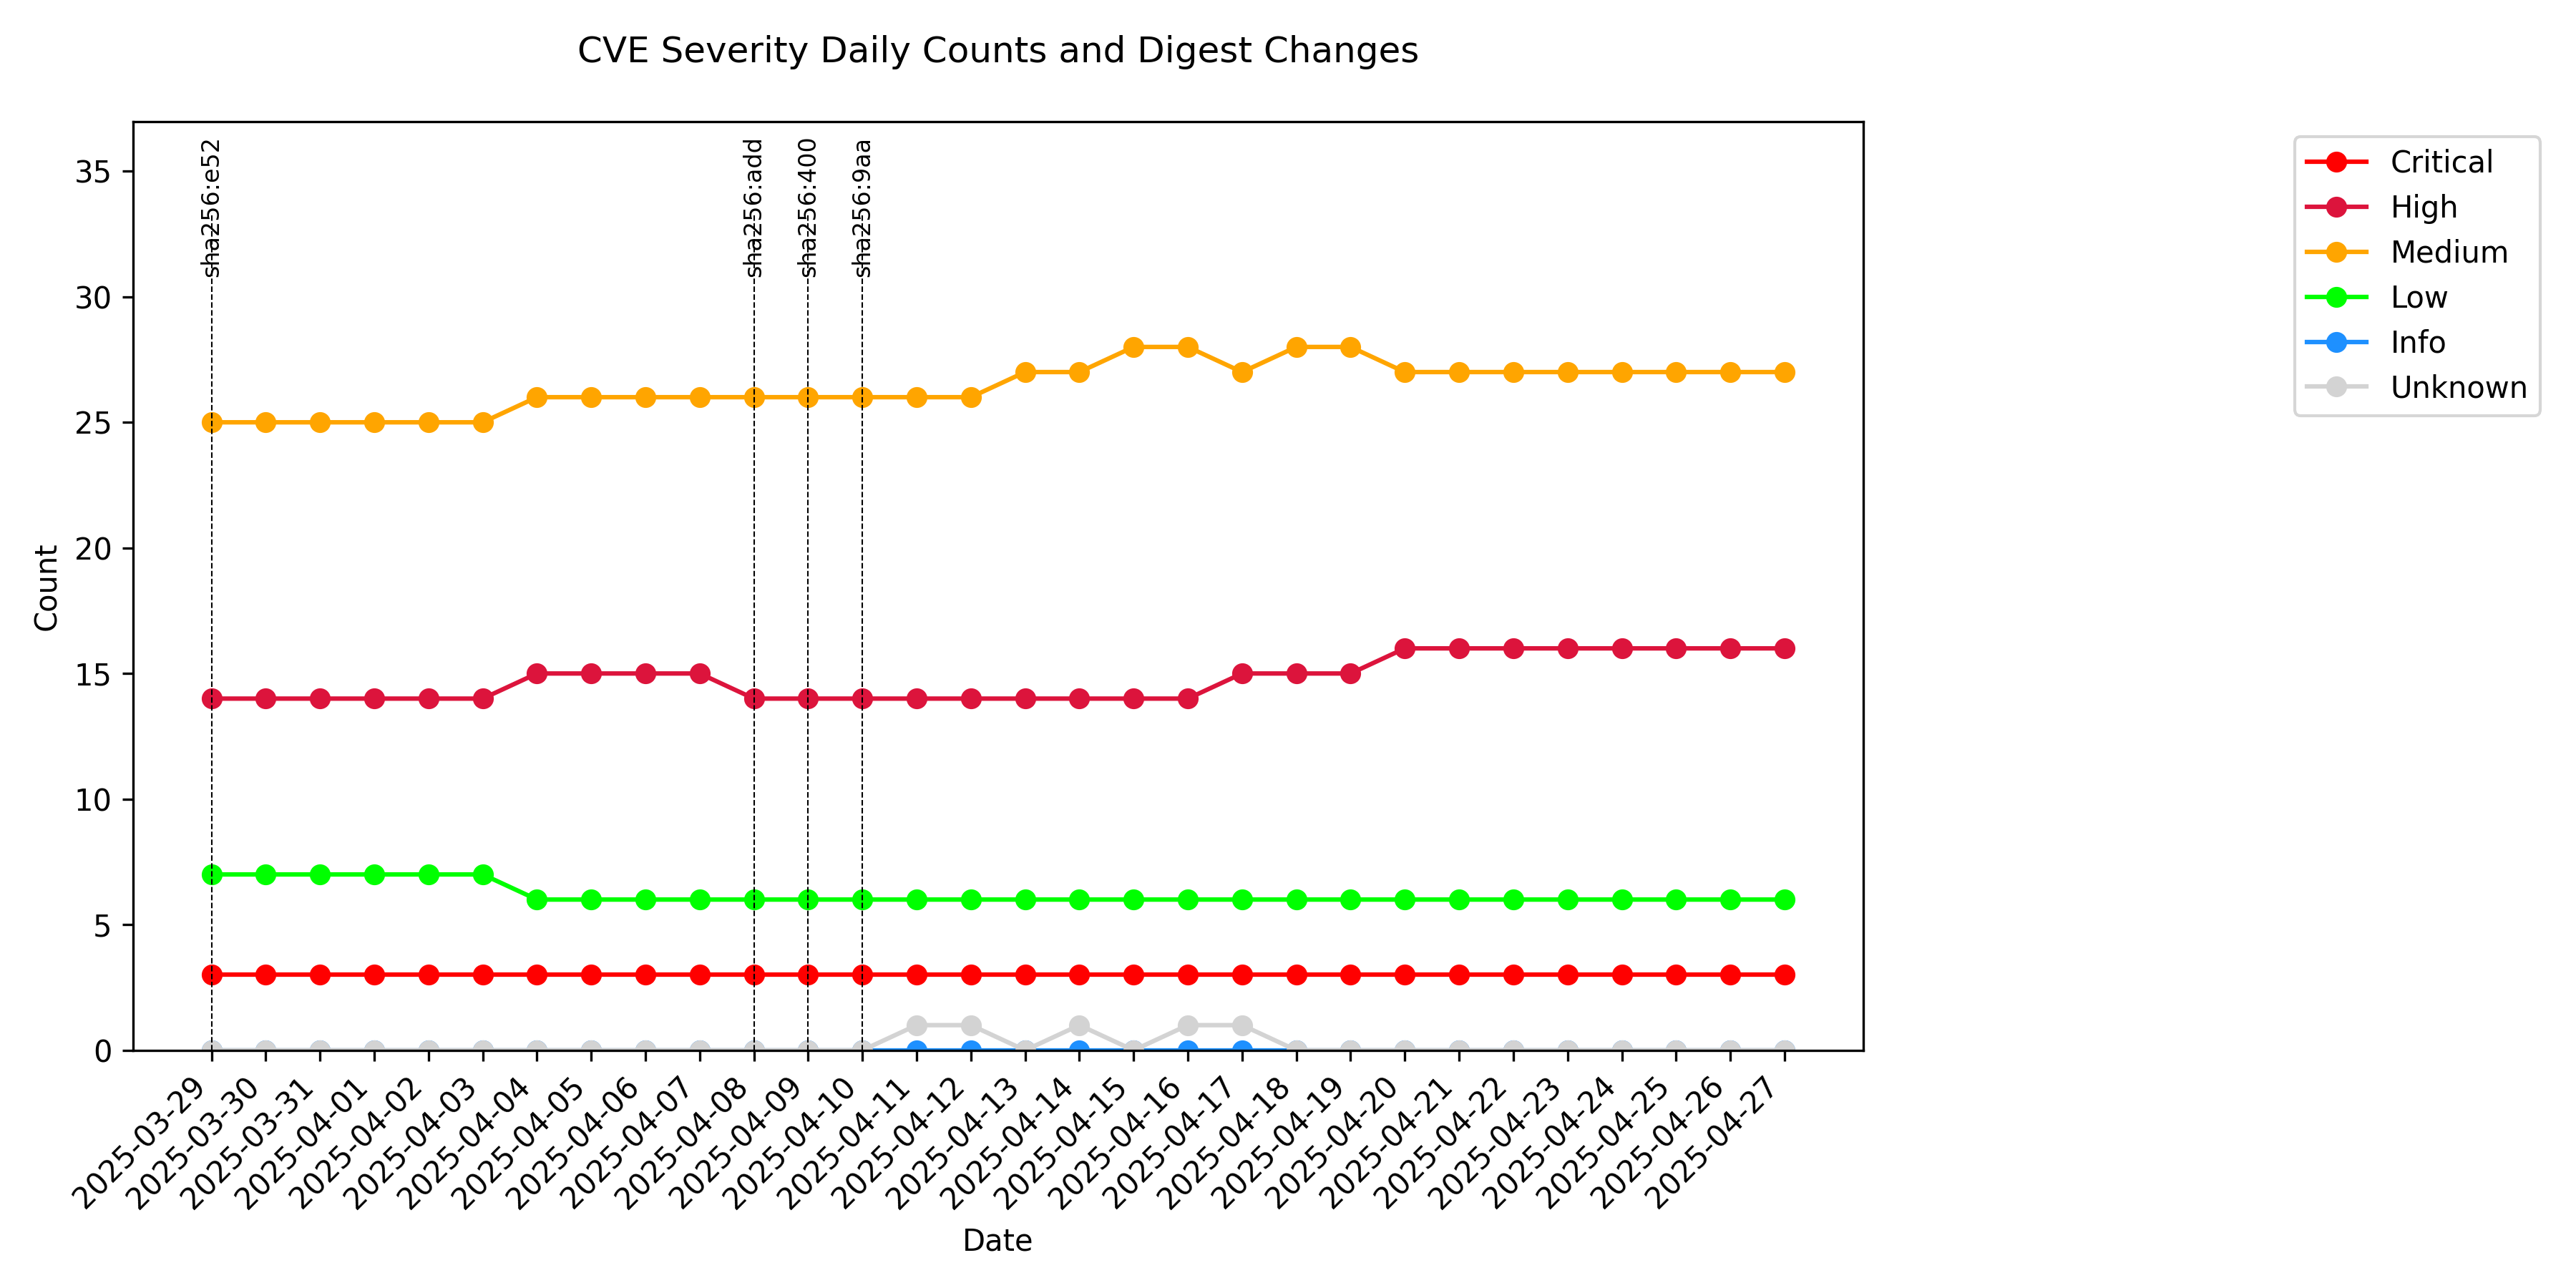 CVE Severity Daily Counts and Digest Changes
sha256:e52
sha256:add
sha256:400
sha256:9aa
Critical
High
Medium
Low
Info
Unknown
35
30
25
20
15
10
5
0
Count
2025-03-29
2025-03-30
2025-03-31
2025-04-01
2025-04-02
2025-04-03
2025-04-04
2025-04-05
2025-04-06
2025-04-07
2025-04-08
2025-04-09
2025-04-10
2025-04-11
2025-04-12
2025-04-13
2025-04-14
2025-04-15
2025-04-16
2025-04-17
2025-04-18
2025-04-19
2025-04-20
2025-04-21
2025-04-22
2025-04-23
2025-04-24
2025-04-25
2025-04-26
2025-04-27
Date